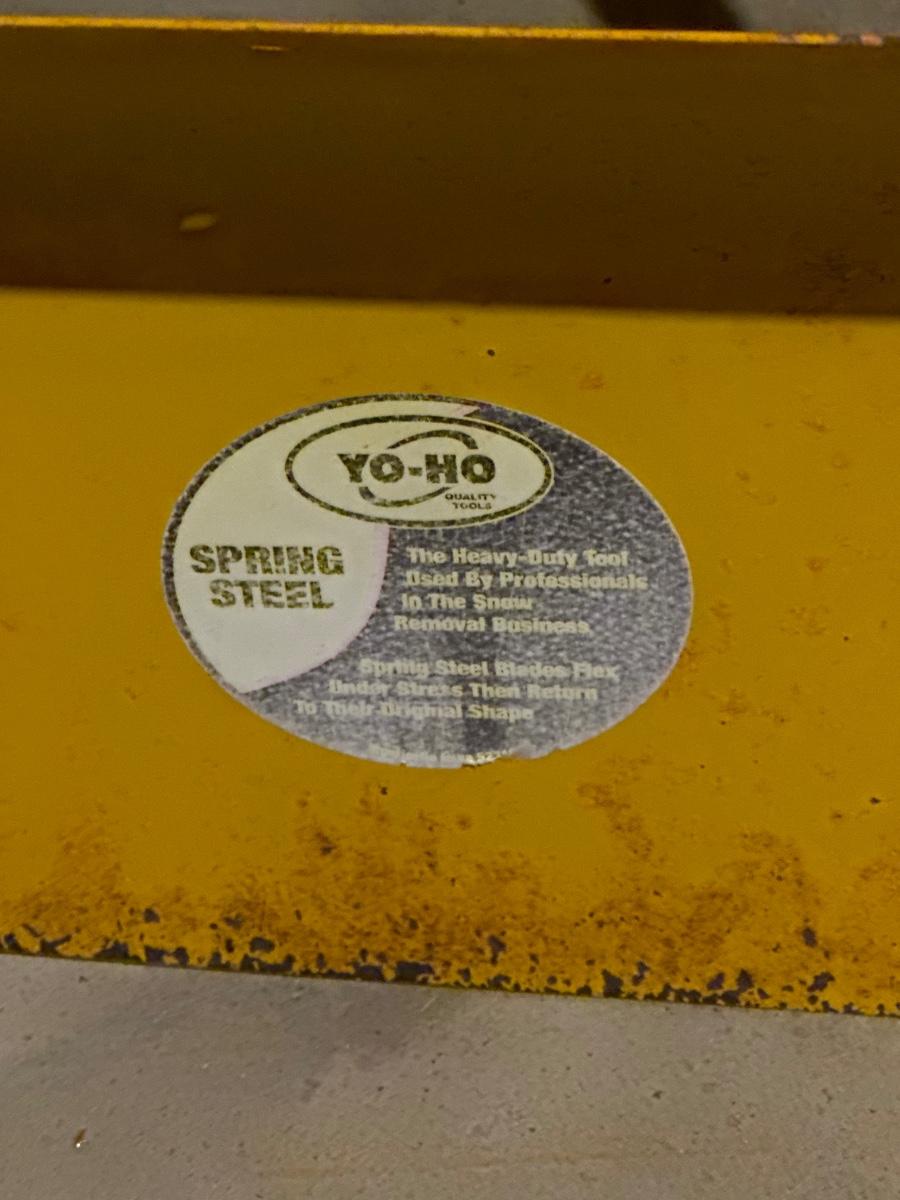 YO-HO
QUALITY
TOOLS
SPRING
STEEL
The Heavy-Duty Tool
Used By Professionals
In The Snow
Removal Business
Spring Steel Blades Flex
Under Stress Then Return
To Their Original Shape